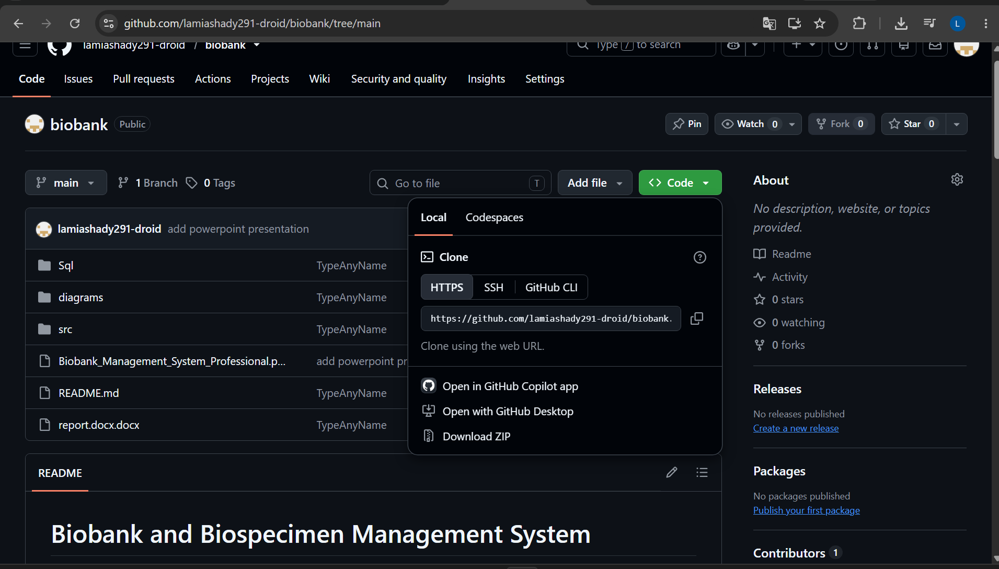 github.com/lamiashady291-droid/biobank/tree/main
L
lamiashady291-droid / biobank
Type / to search
Code Issues Pull requests Actions Projects Wiki Security and quality Insights Settings
biobank Public
Pin Watch 0 Fork 0 Star 0
main 1 Branch 0 Tags Go to file T Add file Code
lamiashady291-droid add powerpoint presentation
Sql TypeAnyName
diagrams TypeAnyName
src TypeAnyName
Biobank_Management_System_Professional.p... add powerpoint pr
README.md TypeAnyName
report.docx.docx TypeAnyName
Local Codespaces
Clone
HTTPS SSH GitHub CLI
https://github.com/lamiashady291-droid/biobank.
Clone using the web URL.
Open in GitHub Copilot app
Open with GitHub Desktop
Download ZIP
README
Biobank and Biospecimen Management System
About
No description, website, or topics
provided.
Readme
Activity
0 stars
0 watching
0 forks
Releases
No releases published
Create a new release
Packages
No packages published
Publish your first package
Contributors 1